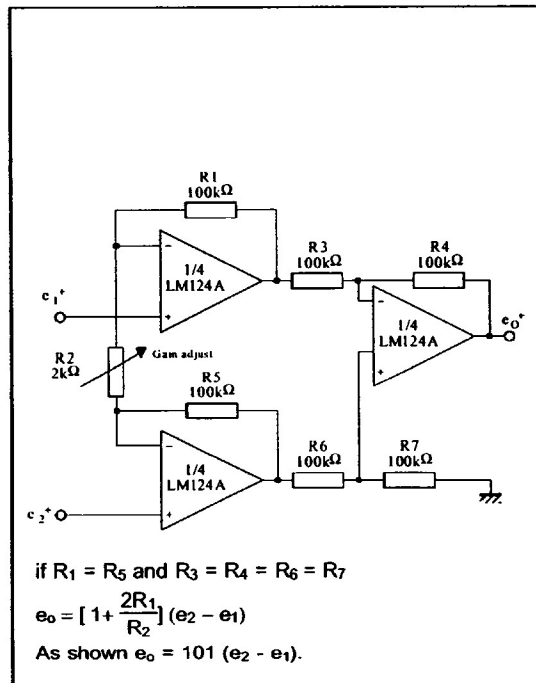 R1
100kΩ
1/4
LM124A
R3
100kΩ
R4
100kΩ
e1+
eO+
1/4
LM124A
R2
2kΩ
Gain adjust
R5
100kΩ
1/4
LM124A
R6
100kΩ
R7
100kΩ
e2+
if R1 = R5 and R3 = R4 = R6 = R7
eo = [ 1+ 2R1/R2 ] (e2 – e1)
As shown eo = 101 (e2 - e1).